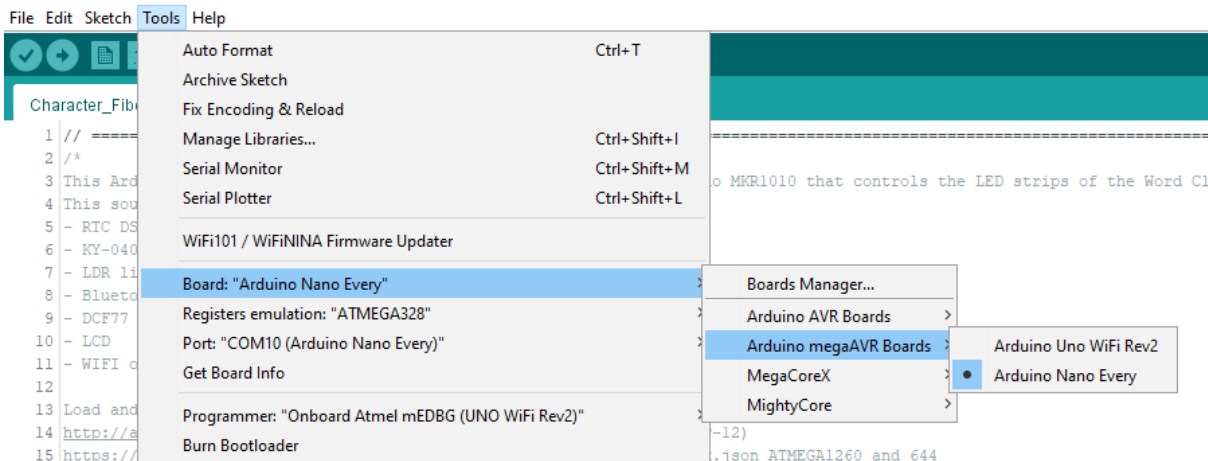 File Edit Sketch Tools Help
Auto Format Ctrl+T
Archive Sketch
Character_Fib
Fix Encoding & Reload
1 // =====
Manage Libraries... Ctrl+Shift+I
2 /*
Serial Monitor Ctrl+Shift+M
3 This Ard
o MKR1010 that controls the LED strips of the Word Cl
Serial Plotter Ctrl+Shift+L
4 This sou
5 - RTC DS
WiFi101 / WiFiNINA Firmware Updater
6 - KY-040
7 - LDR li
Board: "Arduino Nano Every"
Boards Manager...
8 - Blueto
Registers emulation: "ATMEGA328"
Arduino AVR Boards
9 - DCF77
Port: "COM10 (Arduino Nano Every)"
Arduino megaAVR Boards
Arduino Uno WiFi Rev2
10 - LCD
11 - WIFI o
Get Board Info
MegaCoreX
Arduino Nano Every
12
MightyCore
13 Load and
Programmer: "Onboard Atmel mEDBG (UNO WiFi Rev2)"
14 http://a
-12)
Burn Bootloader
15 https://
.json ATMEGA1260 and 644